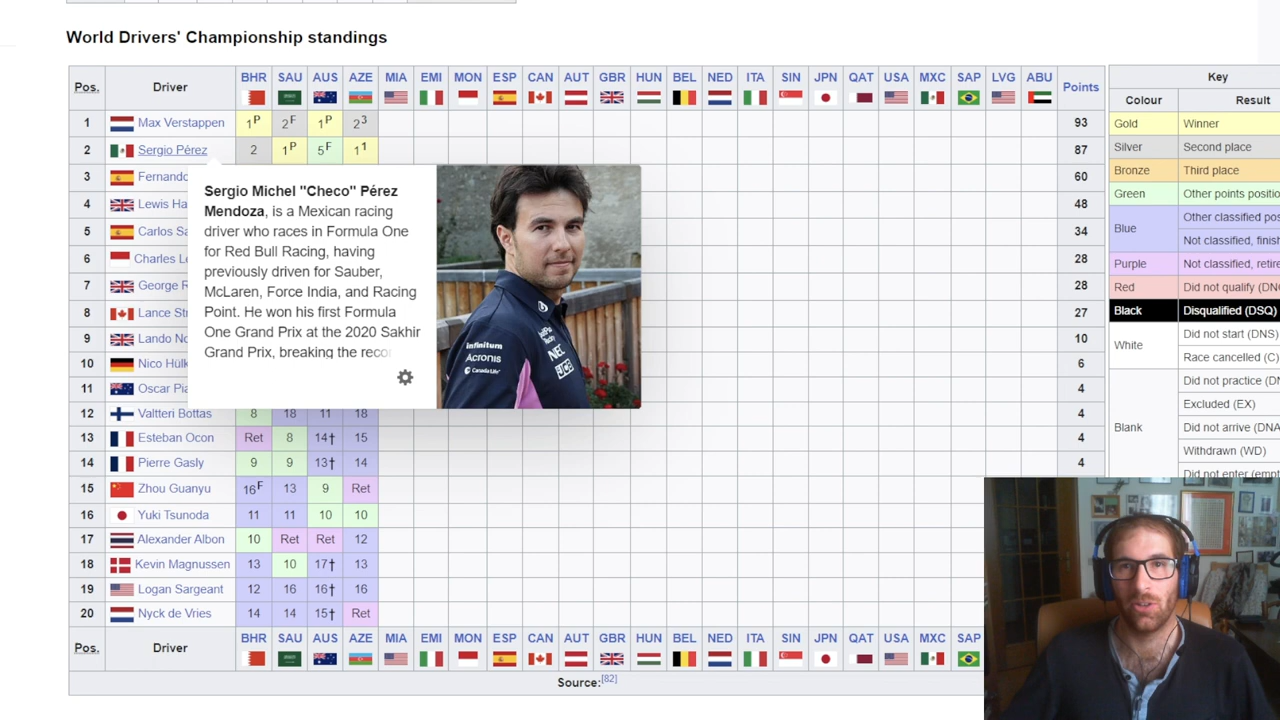 World Drivers' Championship standings
Pos. Driver BHR SAU AUS AZE MIA EMI MON ESP CAN AUT GBR HUN BEL NED ITA SIN JPN QAT USA MXC SAP LVG ABU Points
1 Max Verstappen 1P 2F 1P 2³ 93
2 Sergio Pérez 2 1P 5F 1¹ 87
3 Fernando 60
4 Lewis Ha 48
5 Carlos Sa 34
6 Charles Le 28
7 George R 28
8 Lance Str 27
9 Lando No 10
10 Nico Hülk 6
11 Oscar Pia 4
12 Valtteri Bottas 8 18 11 18 4
13 Esteban Ocon Ret 8 14† 15 4
14 Pierre Gasly 9 9 13† 14 4
15 Zhou Guanyu 16F 13 9 Ret
16 Yuki Tsunoda 11 11 10 10
17 Alexander Albon 10 Ret Ret 12
18 Kevin Magnussen 13 10 17† 13
19 Logan Sargeant 12 16 16† 16
20 Nyck de Vries 14 14 15† Ret
Pos. Driver BHR SAU AUS AZE MIA EMI MON ESP CAN AUT GBR HUN BEL NED ITA SIN JPN QAT USA MXC SAP
Source:[82]
Sergio Michel "Checo" Pérez
Mendoza, is a Mexican racing
driver who races in Formula One
for Red Bull Racing, having
previously driven for Sauber,
McLaren, Force India, and Racing
Point. He won his first Formula
One Grand Prix at the 2020 Sakhir
Grand Prix, breaking the recor
infinitum
Acronis
Canada Life
NEC
JCB
Key
Colour Result
Gold Winner
Silver Second place
Bronze Third place
Green Other points positio
Blue Other classified pos
Not classified, finish
Purple Not classified, retire
Red Did not qualify (DNQ
Black Disqualified (DSQ)
White Did not start (DNS)
Race cancelled (C)
Blank Did not practice (D
Excluded (EX)
Did not arrive (DNA
Withdrawn (WD)
Did not enter (empt